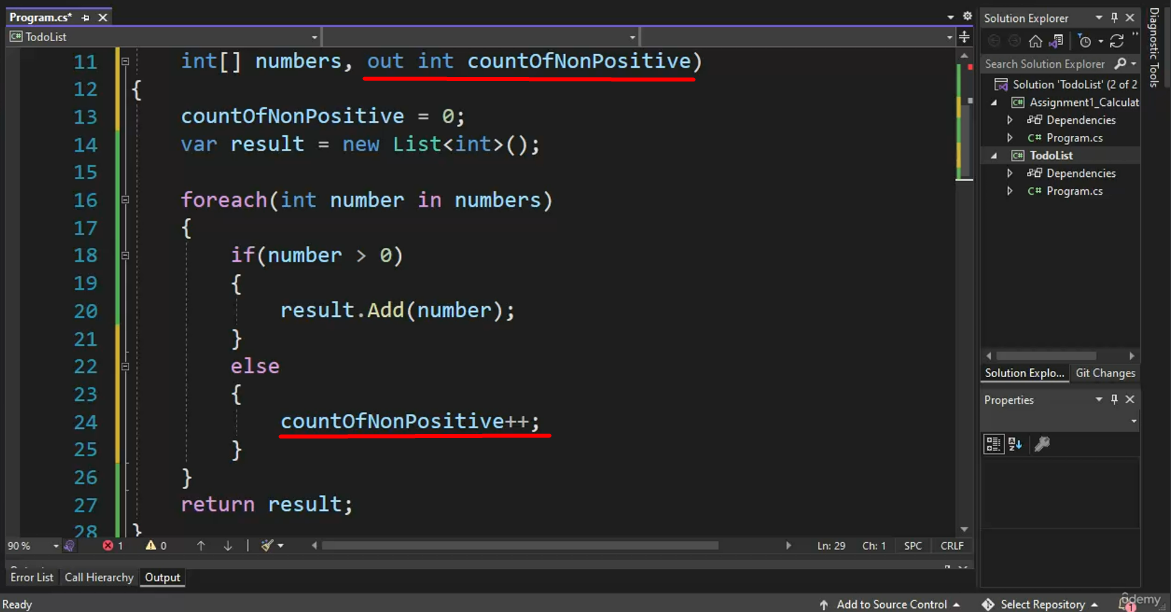 Program.cs*
TodoList
11 int[] numbers, out int countOfNonPositive)
12 {
13 countOfNonPositive = 0;
14 var result = new List<int>();
15
16 foreach(int number in numbers)
17 {
18 if(number > 0)
19 {
20 result.Add(number);
21 }
22 else
23 {
24 countOfNonPositive++;
25 }
26 }
27 return result;
28 }
90 %
1
0
Ln: 29 Ch: 1 SPC CRLF
Error List Call Hierarchy Output
Ready
Add to Source Control
Select Repository
1
Solution Explorer
Search Solution Explorer
Solution 'TodoList' (2 of 2
Assignment1_Calculat
Dependencies
C# Program.cs
C# TodoList
Dependencies
C# Program.cs
Solution Explo... Git Changes
Properties
Diagnostic Tools
ûdemy